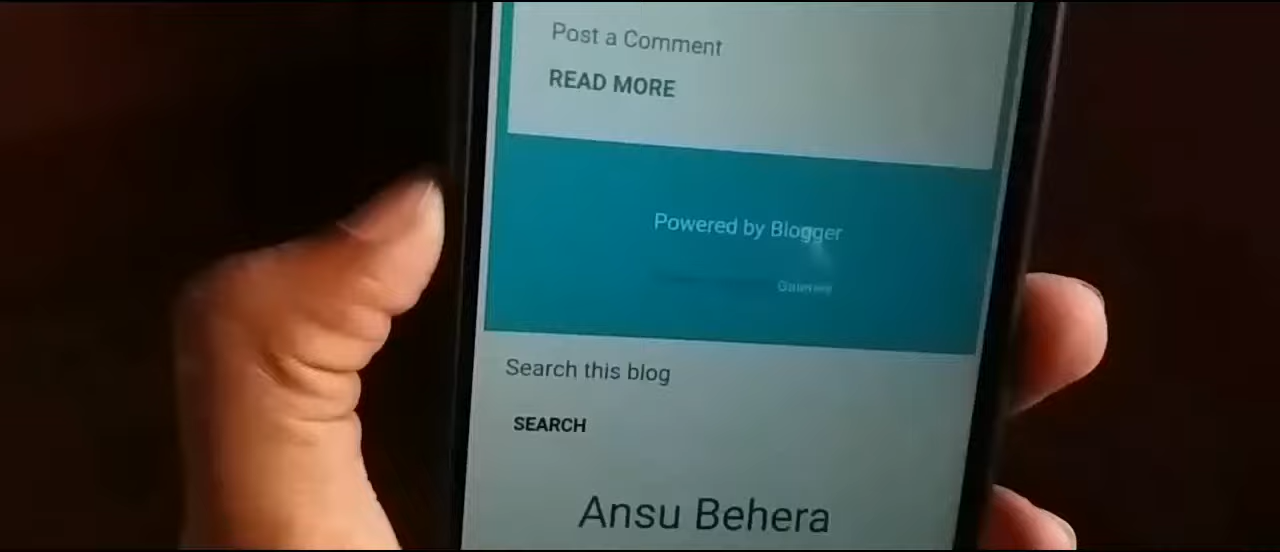 Post a Comment
READ MORE
Powered by Blogger
Search this blog
SEARCH
Ansu Behera